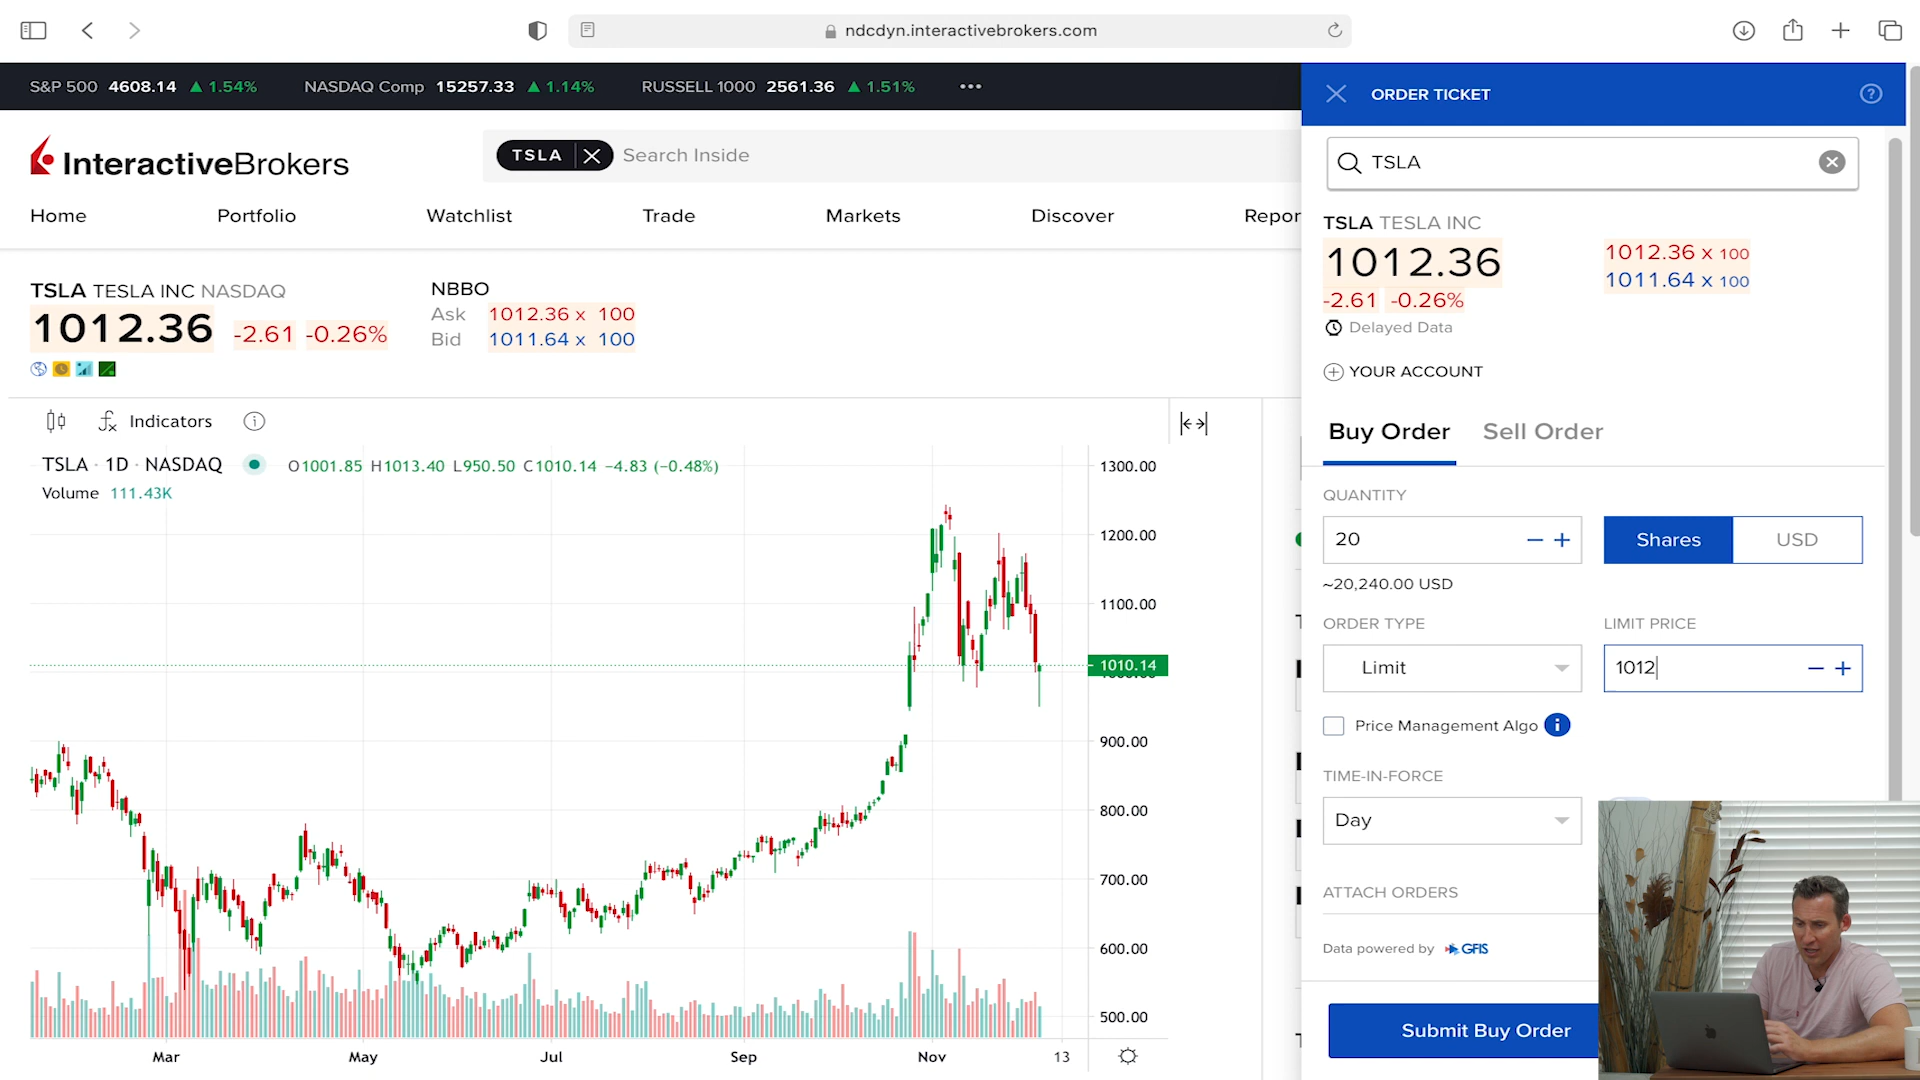 ndcdyn.interactivebrokers.com
S&P 500 4608.14 ▲ 1.54% NASDAQ Comp 15257.33 ▲ 1.14% RUSSELL 1000 2561.36 ▲ 1.51% •••
InteractiveBrokers
TSLA Search Inside
Home Portfolio Watchlist Trade Markets Discover Repor
TSLA TESLA INC NASDAQ
1012.36 -2.61 -0.26%
NBBO
Ask 1012.36 x 100
Bid 1011.64 x 100
Indicators
TSLA · 1D · NASDAQ O1001.85 H1013.40 L950.50 C1010.14 −4.83 (−0.48%)
Volume 111.43K
1300.00
1200.00
1100.00
1010.14
900.00
800.00
700.00
600.00
500.00
Mar May Jul Sep Nov 13
ORDER TICKET
TSLA
TSLA TESLA INC
1012.36
-2.61 -0.26%
1012.36 x 100
1011.64 x 100
Delayed Data
YOUR ACCOUNT
Buy Order Sell Order
QUANTITY
20
Shares USD
~20,240.00 USD
ORDER TYPE LIMIT PRICE
Limit 1012
Price Management Algo
TIME-IN-FORCE
Day
ATTACH ORDERS
Data powered by GFIS
Submit Buy Order